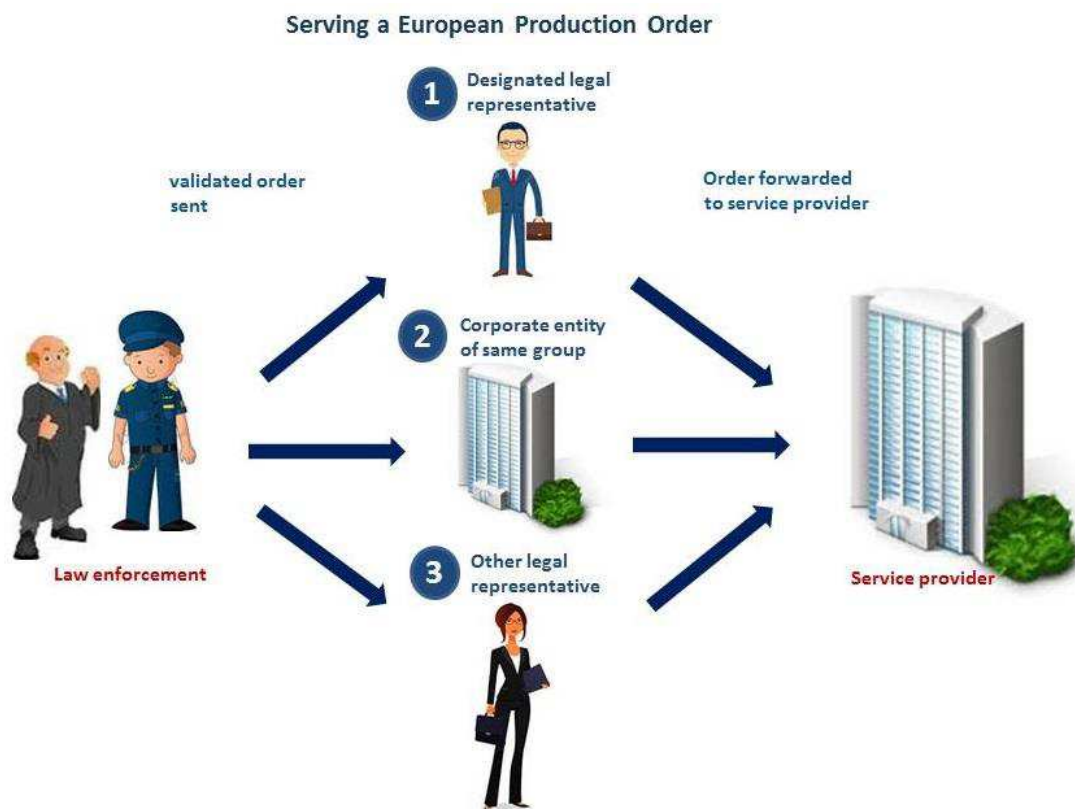 Serving a European Production Order
1
Designated legal
representative
validated order
sent
Order forwarded
to service provider
2
Corporate entity
of same group
Law enforcement
3
Other legal
representative
Service provider